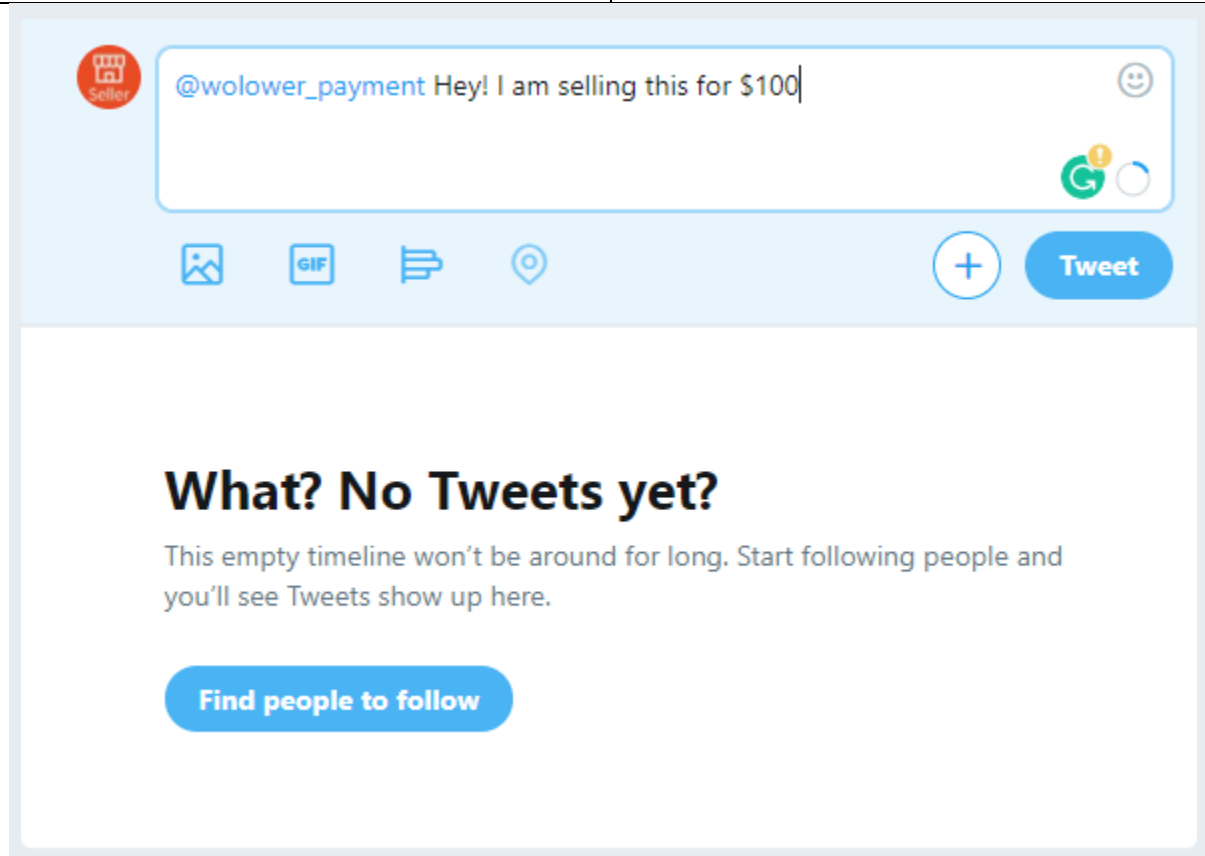 Seller
@wolower_payment Hey! I am selling this for $100
GIF
Tweet
What? No Tweets yet?
This empty timeline won't be around for long. Start following people and
you'll see Tweets show up here.
Find people to follow